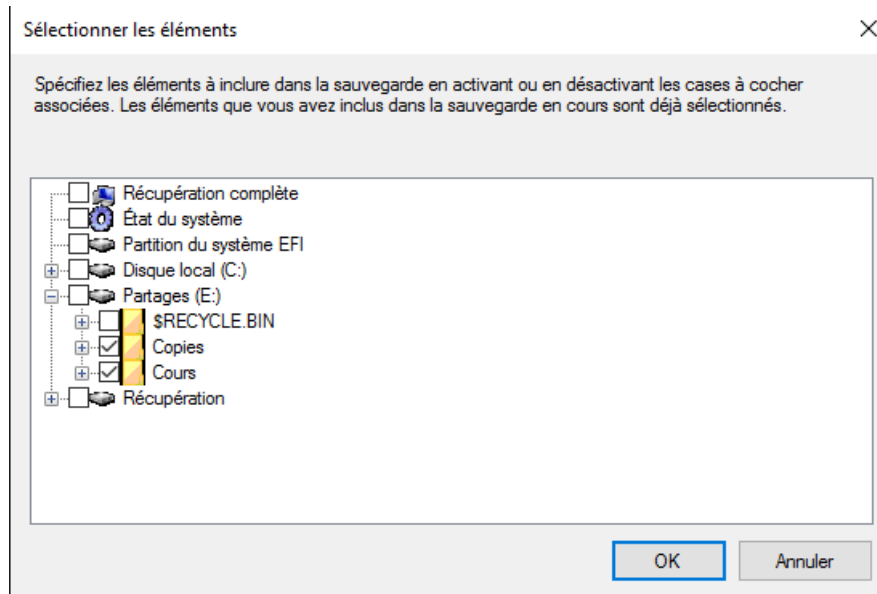 Sélectionner les éléments
Spécifiez les éléments à inclure dans la sauvegarde en activant ou en désactivant les cases à cocher
associées. Les éléments que vous avez inclus dans la sauvegarde en cours sont déjà sélectionnés.
Récupération complète
État du système
Partition du système EFI
Disque local (C:)
Partages (E:)
$RECYCLE.BIN
Copies
Cours
Récupération
OK Annuler